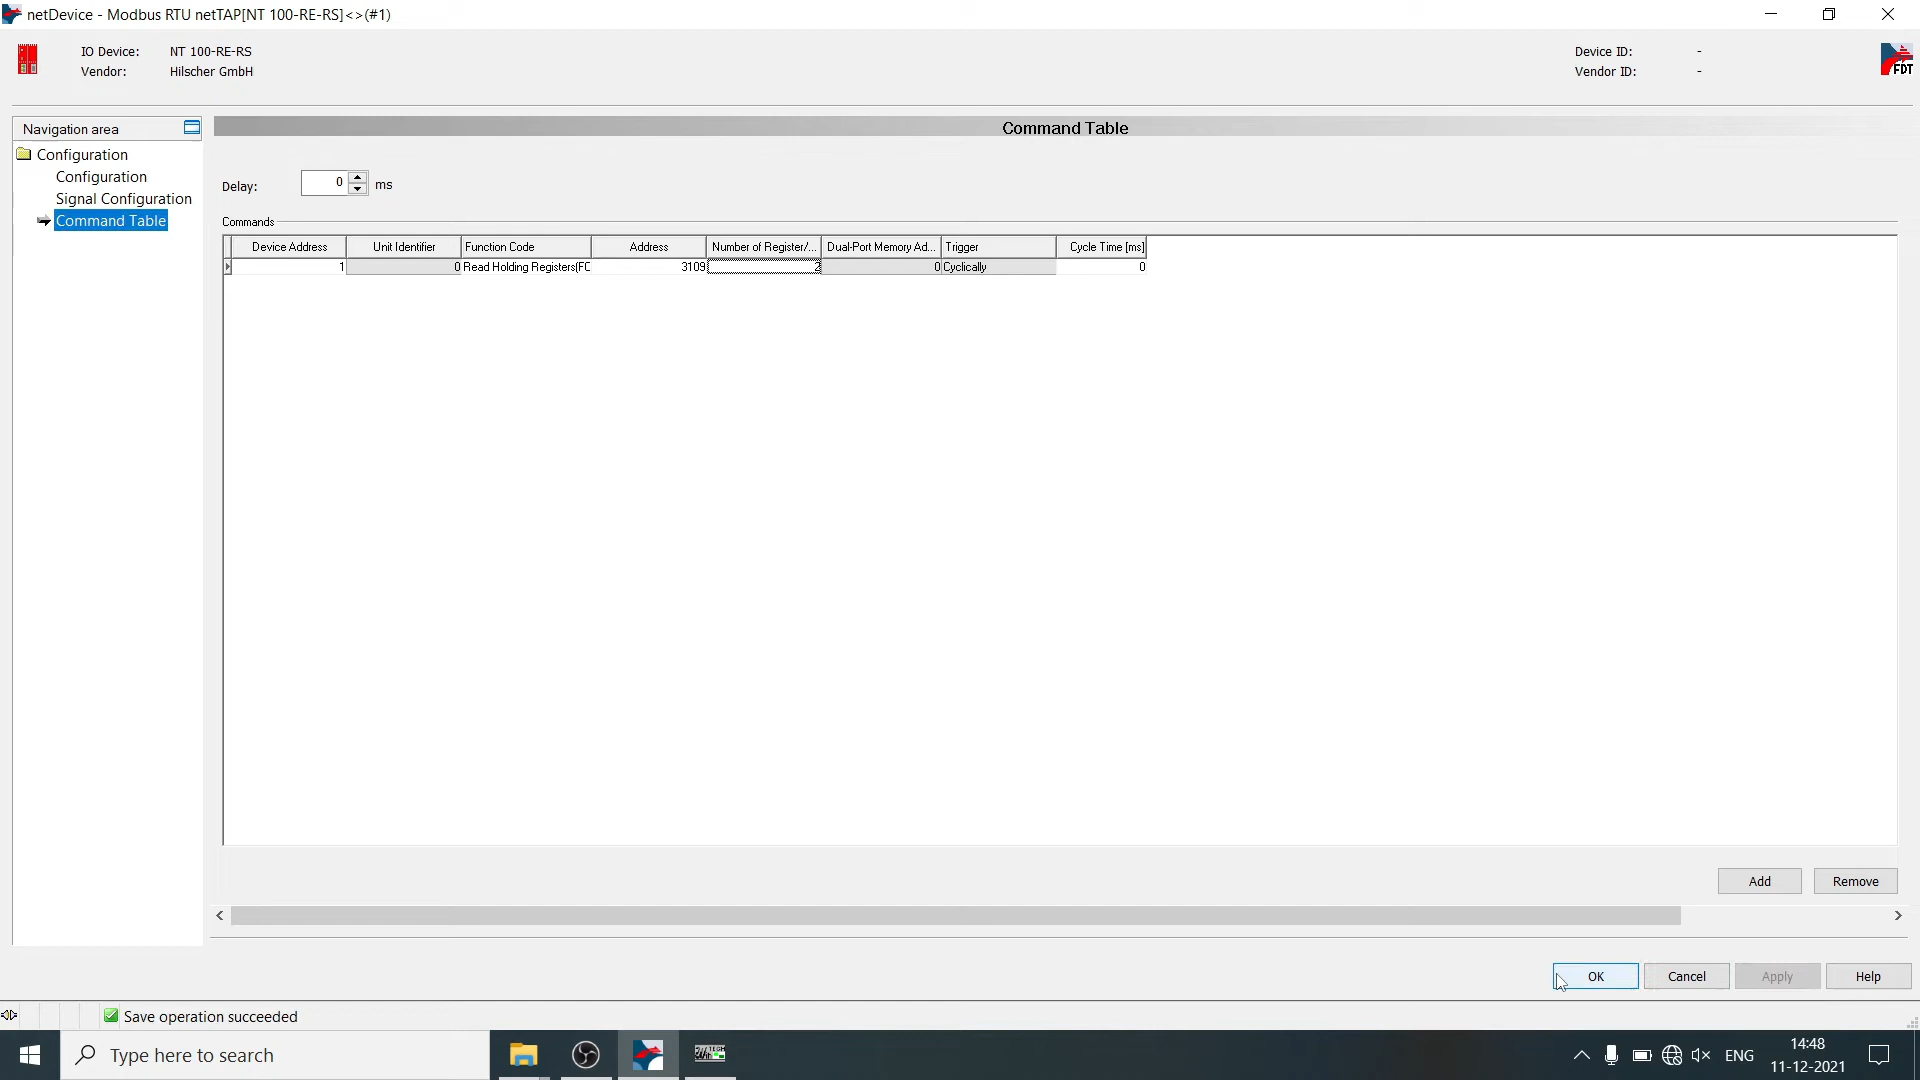 netDevice - Modbus RTU netTAP[NT 100-RE-RS]<>(#1)
IO Device: NT 100-RE-RS
Vendor: Hilscher GmbH
Device ID: -
Vendor ID: -
FDT
Navigation area
Configuration
Configuration
Signal Configuration
Command Table
Command Table
Delay: 0 ms
Commands
Device Address Unit Identifier Function Code Address Number of Register/... Dual-Port Memory Ad... Trigger Cycle Time [ms]
1 0 Read Holding Registers(FC 3109 2 0 Cyclically 0
Add Remove
OK Cancel Apply Help
Save operation succeeded
Type here to search
ENG
14:48
11-12-2021